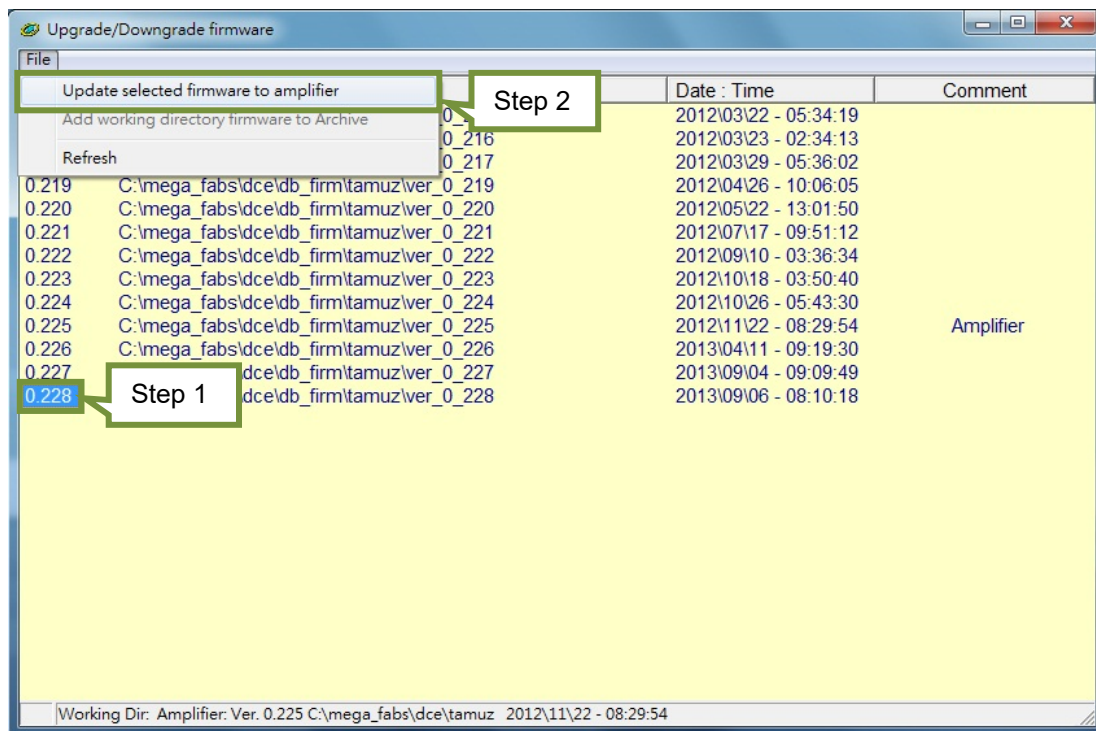 Upgrade/Downgrade firmware
File
Update selected firmware to amplifier
Step 2
Date : Time Comment
Add working directory firmware to Archive 2012\03\22 - 05:34:19
0_216 2012\03\23 - 02:34:13
Refresh 0_217 2012\03\29 - 05:36:02
0.219 C:\mega_fabs\dce\db_firm\tamuz\ver_0_219 2012\04\26 - 10:06:05
0.220 C:\mega_fabs\dce\db_firm\tamuz\ver_0_220 2012\05\22 - 13:01:50
0.221 C:\mega_fabs\dce\db_firm\tamuz\ver_0_221 2012\07\17 - 09:51:12
0.222 C:\mega_fabs\dce\db_firm\tamuz\ver_0_222 2012\09\10 - 03:36:34
0.223 C:\mega_fabs\dce\db_firm\tamuz\ver_0_223 2012\10\18 - 03:50:40
0.224 C:\mega_fabs\dce\db_firm\tamuz\ver_0_224 2012\10\26 - 05:43:30
0.225 C:\mega_fabs\dce\db_firm\tamuz\ver_0_225 2012\11\22 - 08:29:54 Amplifier
0.226 C:\mega_fabs\dce\db_firm\tamuz\ver_0_226 2013\04\11 - 09:19:30
0.227 dce\db_firm\tamuz\ver_0_227 2013\09\04 - 09:09:49
0.228 Step 1 dce\db_firm\tamuz\ver_0_228 2013\09\06 - 08:10:18
Working Dir: Amplifier: Ver. 0.225 C:\mega_fabs\dce\tamuz 2012\11\22 - 08:29:54